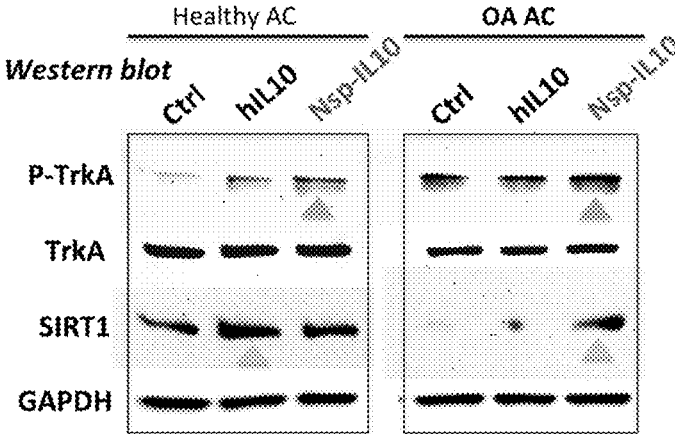 Healthy AC OA AC
Western blot
Ctrl hIL10 Nsp-IL10 Ctrl hIL10 Nsp-IL10
P-TrkA
TrkA
SIRT1
GAPDH